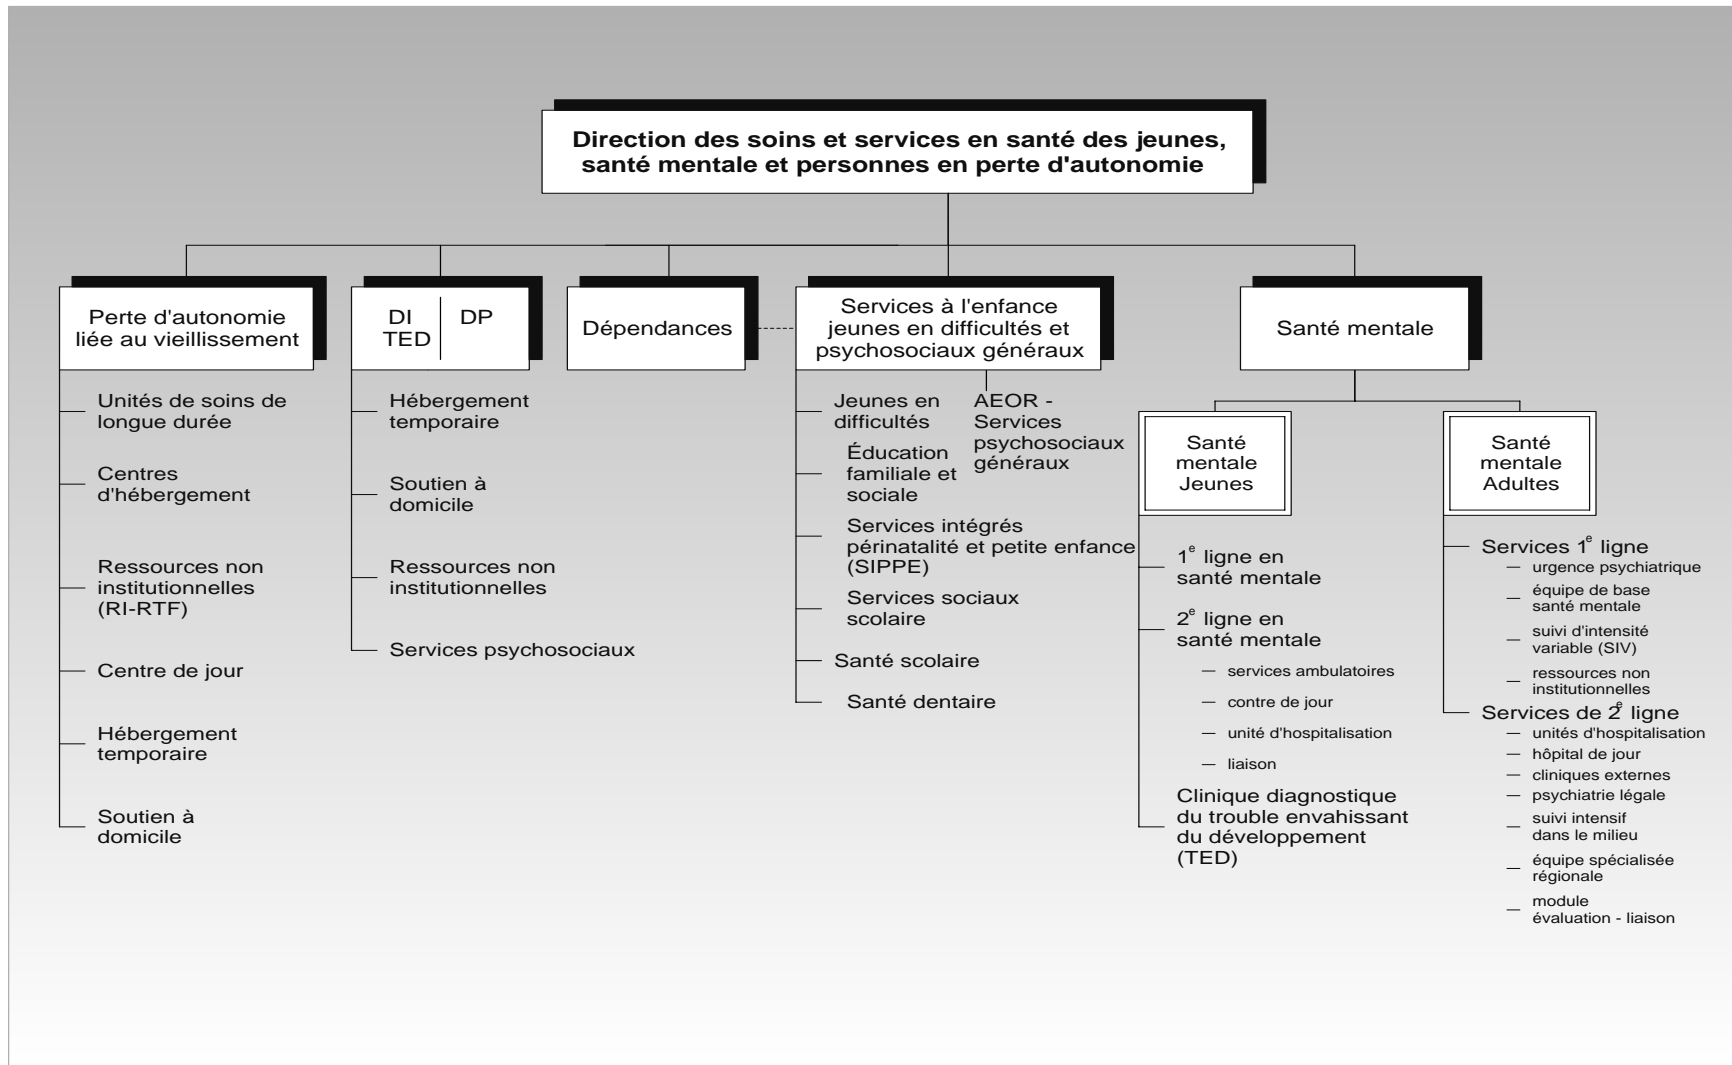 Direction des soins et services en santé des jeunes,
santé mentale et personnes en perte d'autonomie
Perte d'autonomie
liée au vieillissement
Unités de soins de
longue durée
Centres
d'hébergement
Ressources non
institutionnelles
(RI-RTF)
Centre de jour
Hébergement
temporaire
Soutien à
domicile
DI
TED
DP
Hébergement
temporaire
Soutien à
domicile
Ressources non
institutionnelles
Services psychosociaux
Dépendances
Services à l'enfance
jeunes en difficultés et
psychosociaux généraux
Jeunes en
difficultés
Éducation
familiale et
sociale
Services intégrés
périnatalité et petite enfance
(SIPPE)
Services sociaux
scolaire
Santé scolaire
Santé dentaire
AEOR -
Services
psychosociaux
généraux
Santé mentale
Santé
mentale
Jeunes
1e ligne en
santé mentale
2e ligne en
santé mentale
— services ambulatoires
— contre de jour
— unité d'hospitalisation
— liaison
Clinique diagnostique
du trouble envahissant
du développement
(TED)
Santé
mentale
Adultes
Services 1e ligne
— urgence psychiatrique
— équipe de base
santé mentale
— suivi d'intensité
variable (SIV)
— ressources non
institutionnelles
Services de 2e ligne
— unités d'hospitalisation
— hôpital de jour
— cliniques externes
— psychiatrie légale
— suivi intensif
dans le milieu
— équipe spécialisée
régionale
— module
évaluation - liaison